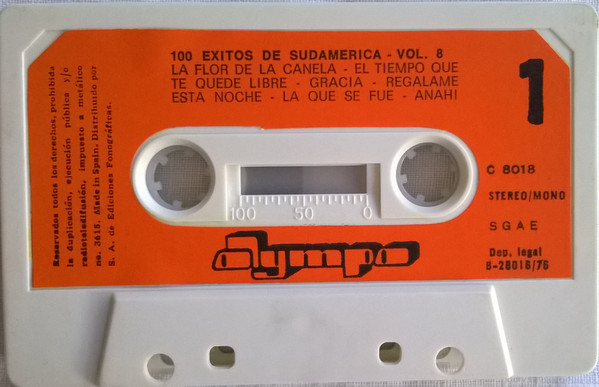 100 EXITOS DE SUDAMERICA - VOL. 8
LA FLOR DE LA CANELA - EL TIEMPO QUE
TE QUEDE LIBRE - GRACIA - REGALAME
ESTA NOCHE - LA QUE SE FUE - ANAHI
1
Reservados todos los derechos, prohibida
la duplicación, ejecución pública y/o
radioteledifusión, impuesto a metálico
no. 3615. Made in Spain. Distribuido por
S. A. de Ediciones Fonográficas.
C 8018
STEREO/MONO
SGAE
Dep. legal
B-28016/76
100 50 0
Olympo